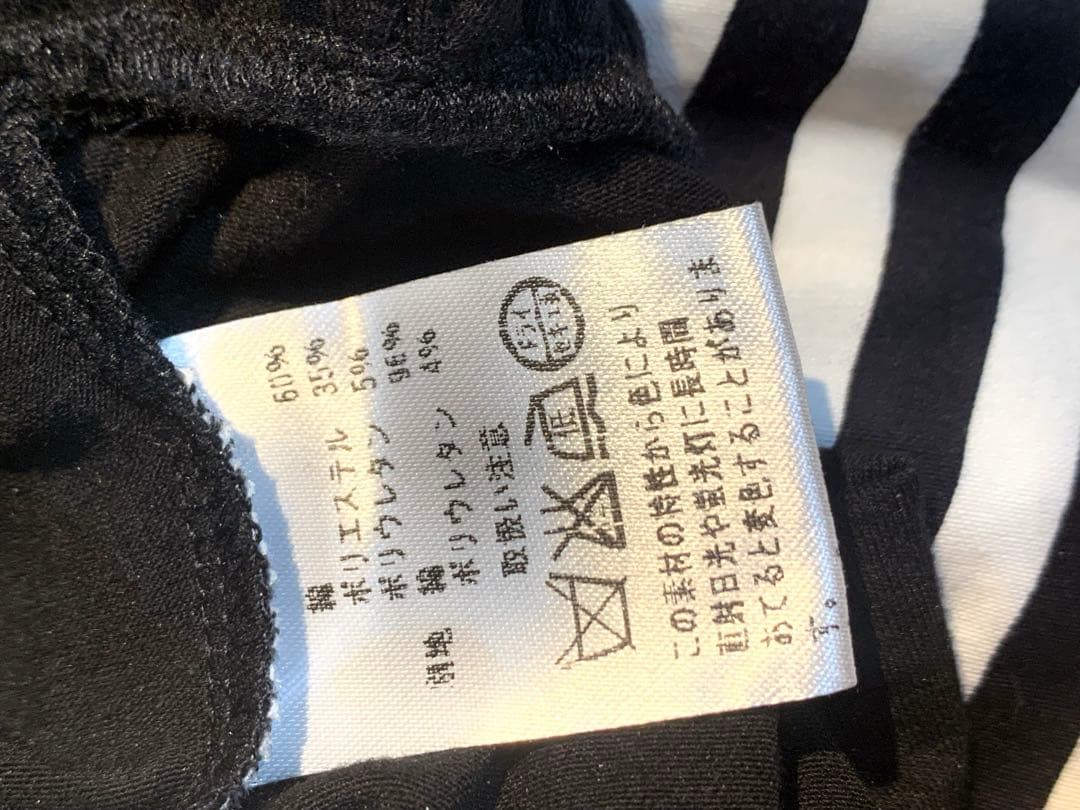 綿 60%
ポリエステル 35%
ポリウレタン 5%
別地 綿 96%
ポリウレタン 4%
取扱い注意
低 ドライ セキユ系
この素材の特性から色により
直射日光や蛍光灯に長時間
あてると変色することがありま
す。